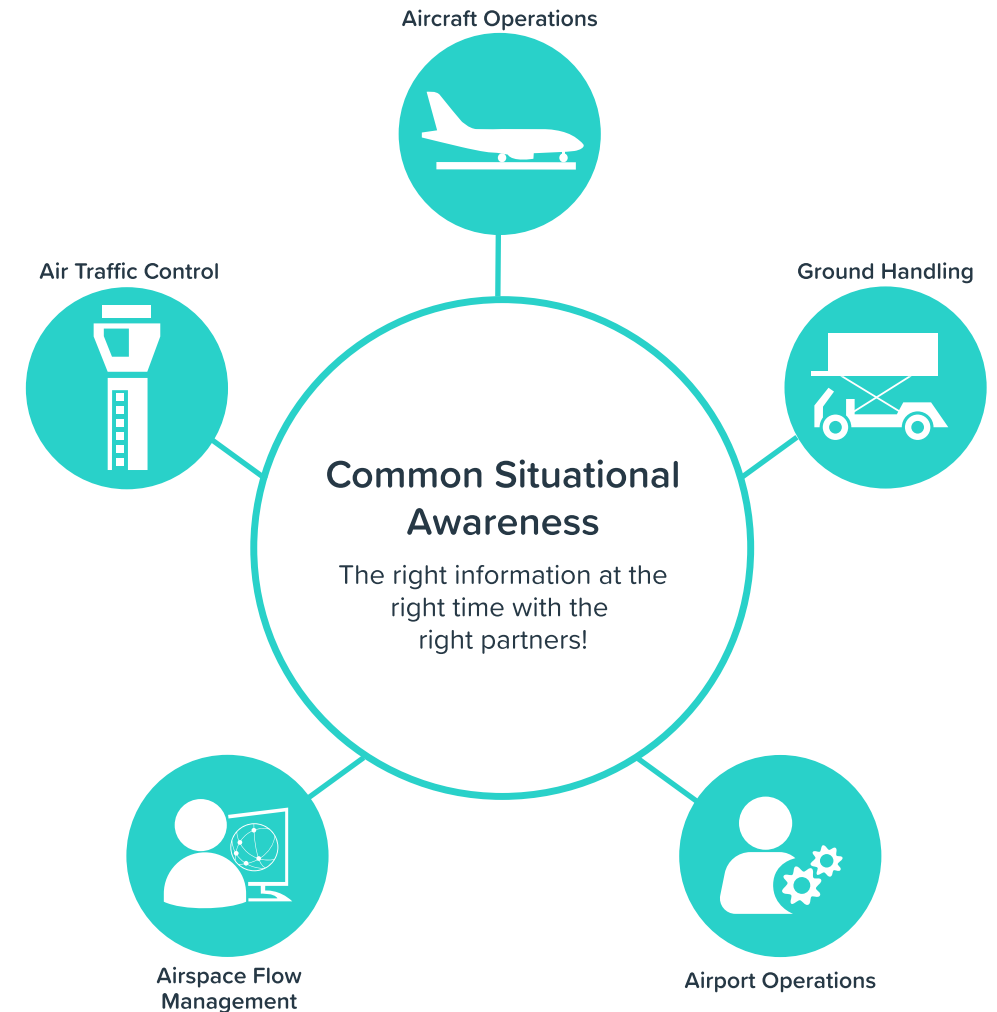 Aircraft Operations
Air Traffic Control
Ground Handling
Common Situational
Awareness
The right information at the
right time with the
right partners!
Airspace Flow
Management
Airport Operations